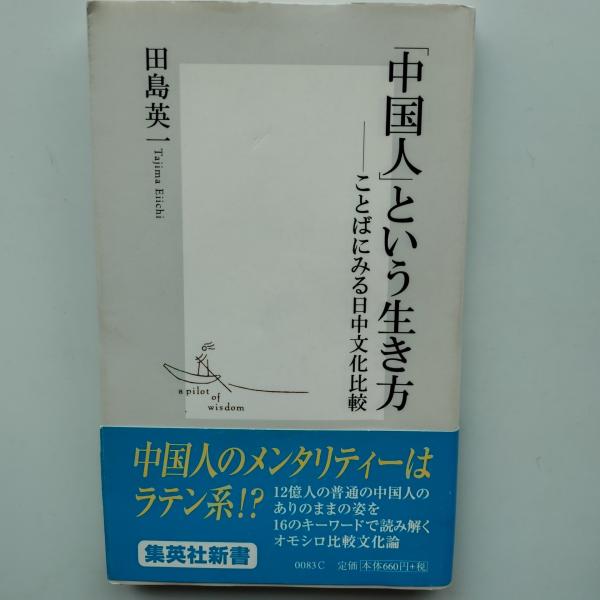 「中国人」という生き方
──ことばにみる日中文化比較
田島英一
Tajima Eiichi
a pilot
of
wisdom
中国人のメンタリティーは
ラテン系!?
12億人の普通の中国人の
ありのままの姿を
16のキーワードで読み解く
オモシロ比較文化論
集英社新書
0083C 定価 本体660円+税